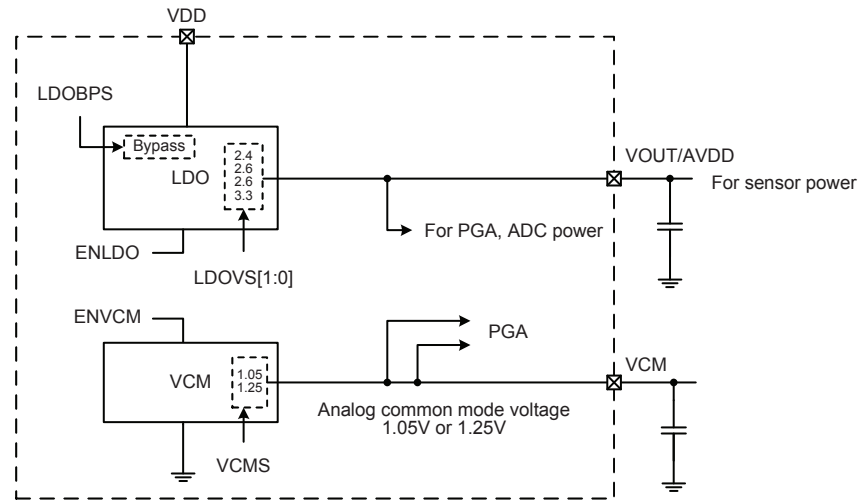 VDD
LDOBPS
Bypass
LDO
2.4
2.6
2.6
3.3
VOUT/AVDD
For sensor power
For PGA, ADC power
ENLDO
LDOVS[1:0]
ENVCM
PGA
VCM
1.05
1.25
VCM
Analog common mode voltage
1.05V or 1.25V
VCMS